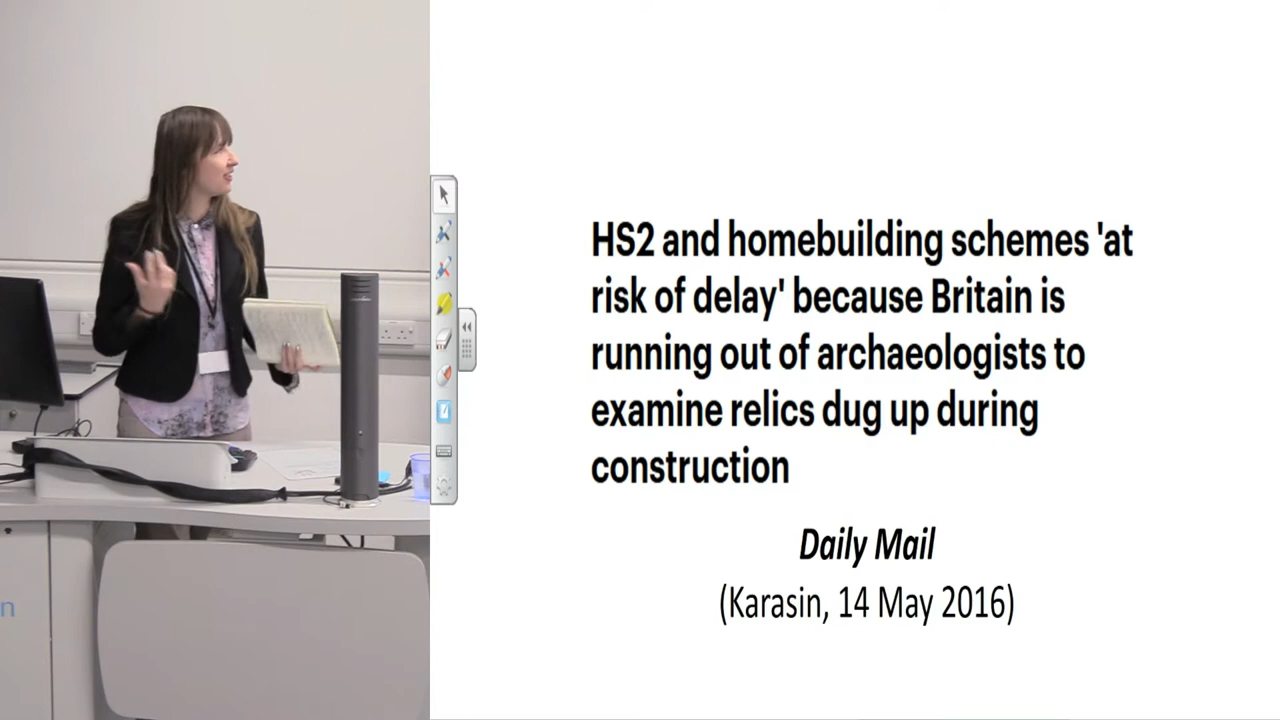 HS2 and homebuilding schemes 'at
risk of delay' because Britain is
running out of archaeologists to
examine relics dug up during
construction
Daily Mail
(Karasin, 14 May 2016)
n